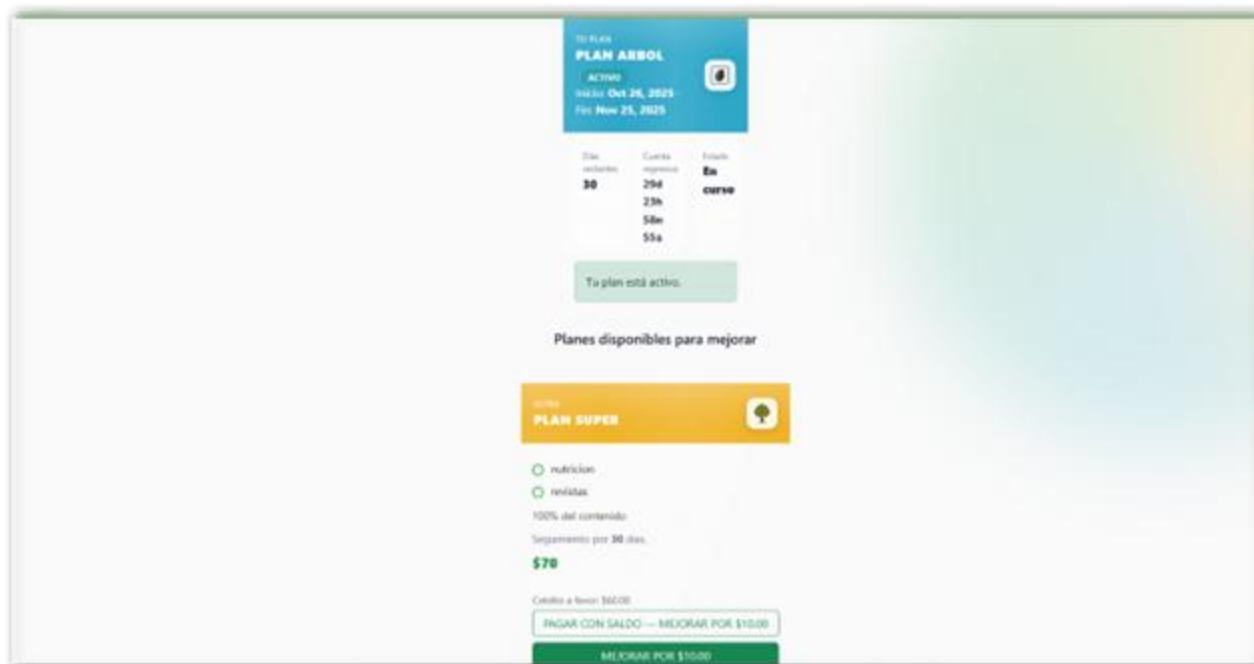 TU PLAN
PLAN ARBOL
ACTIVO
Inicio: Oct 26, 2025
Fin: Nov 25, 2025
Días restantes
30
Cuenta regresiva
29d
23h
58m
55s
Estado
En curso
Tu plan está activo.
Planes disponibles para mejorar
PLAN SUPER
nutricion
revistas
100% del contenido
Seguimiento por 30 días.
$70
Crédito a favor: $60.00
PAGAR CON SALDO — MEJORAR POR $10.00
MEJORAR POR $10.00